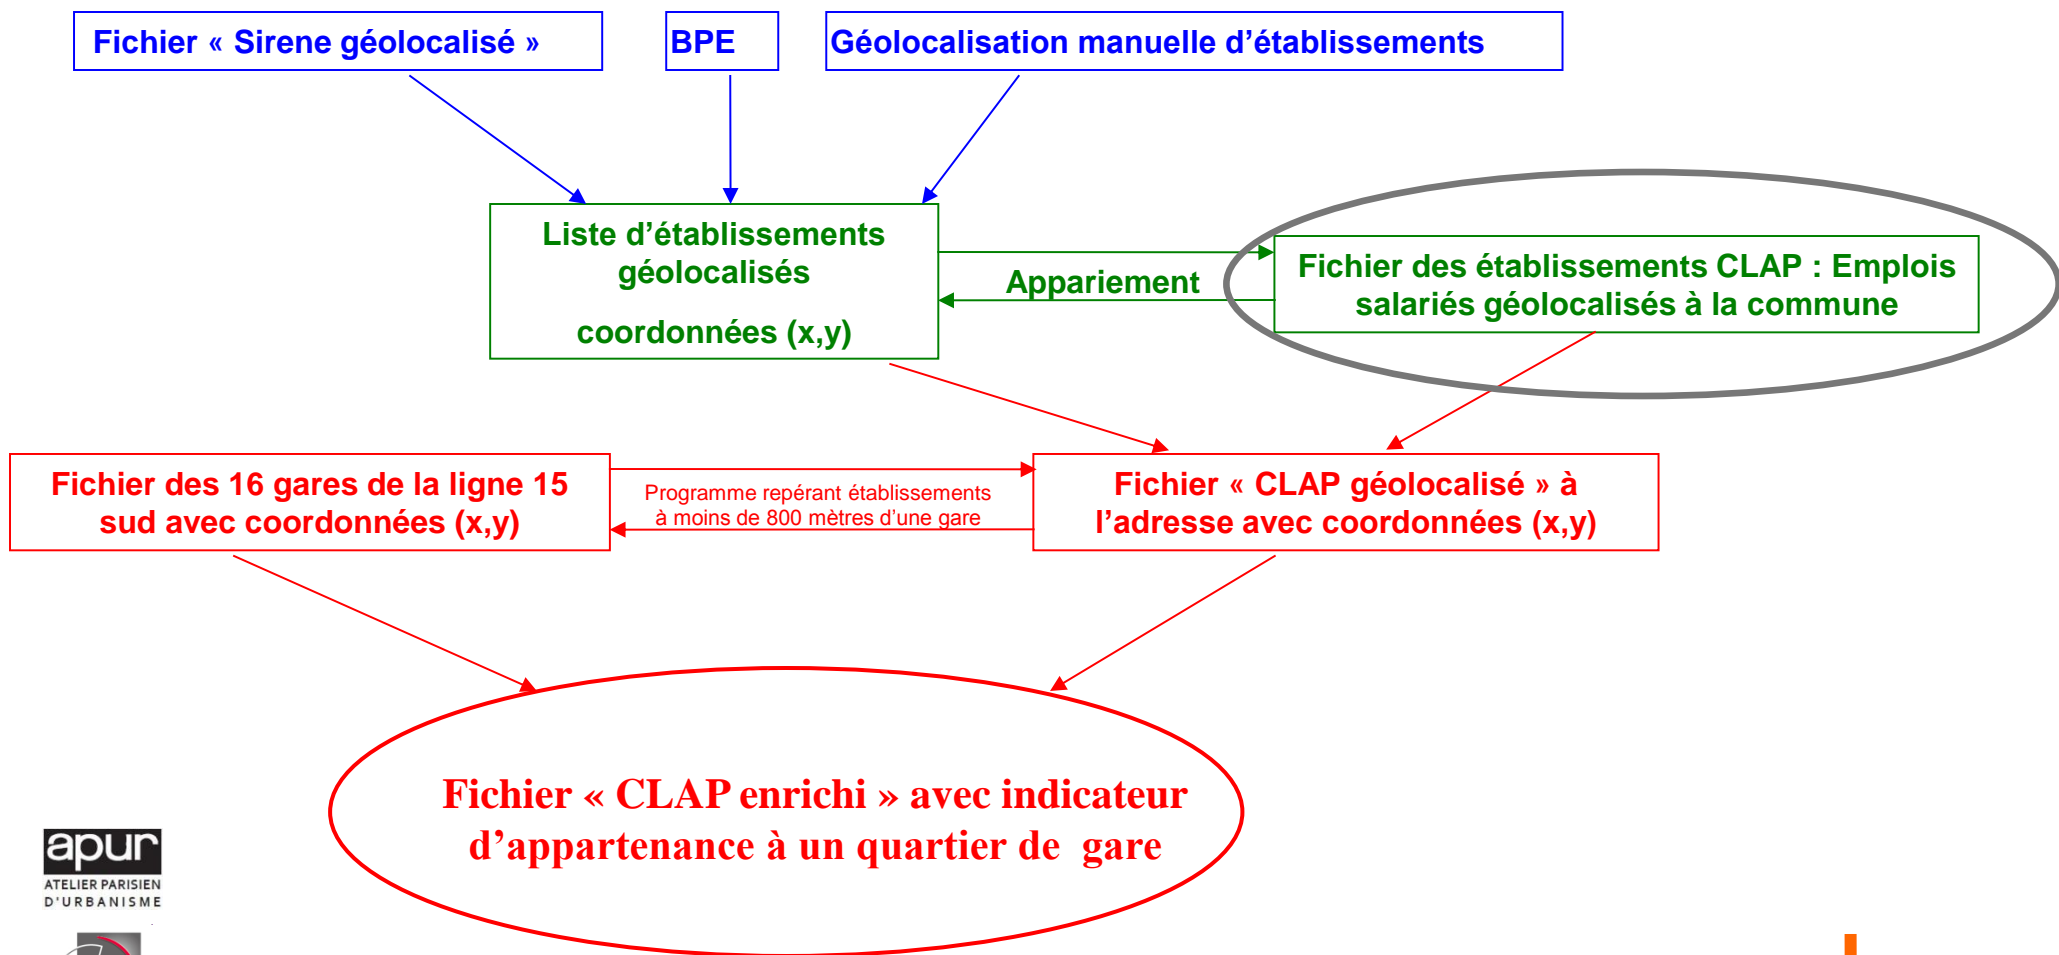 Fichier « Sirene géolocalisé »
BPE
Géolocalisation manuelle d’établissements
Liste d’établissements
géolocalisés
coordonnées (x,y)
Appariement
Fichier des établissements CLAP : Emplois
salariés géolocalisés à la commune
Fichier des 16 gares de la ligne 15
sud avec coordonnées (x,y)
Programme repérant établissements
à moins de 800 mètres d’une gare
Fichier « CLAP géolocalisé » à
l’adresse avec coordonnées (x,y)
Fichier « CLAP enrichi » avec indicateur
d’appartenance à un quartier de gare
apur
ATELIER PARISIEN
D'URBANISME